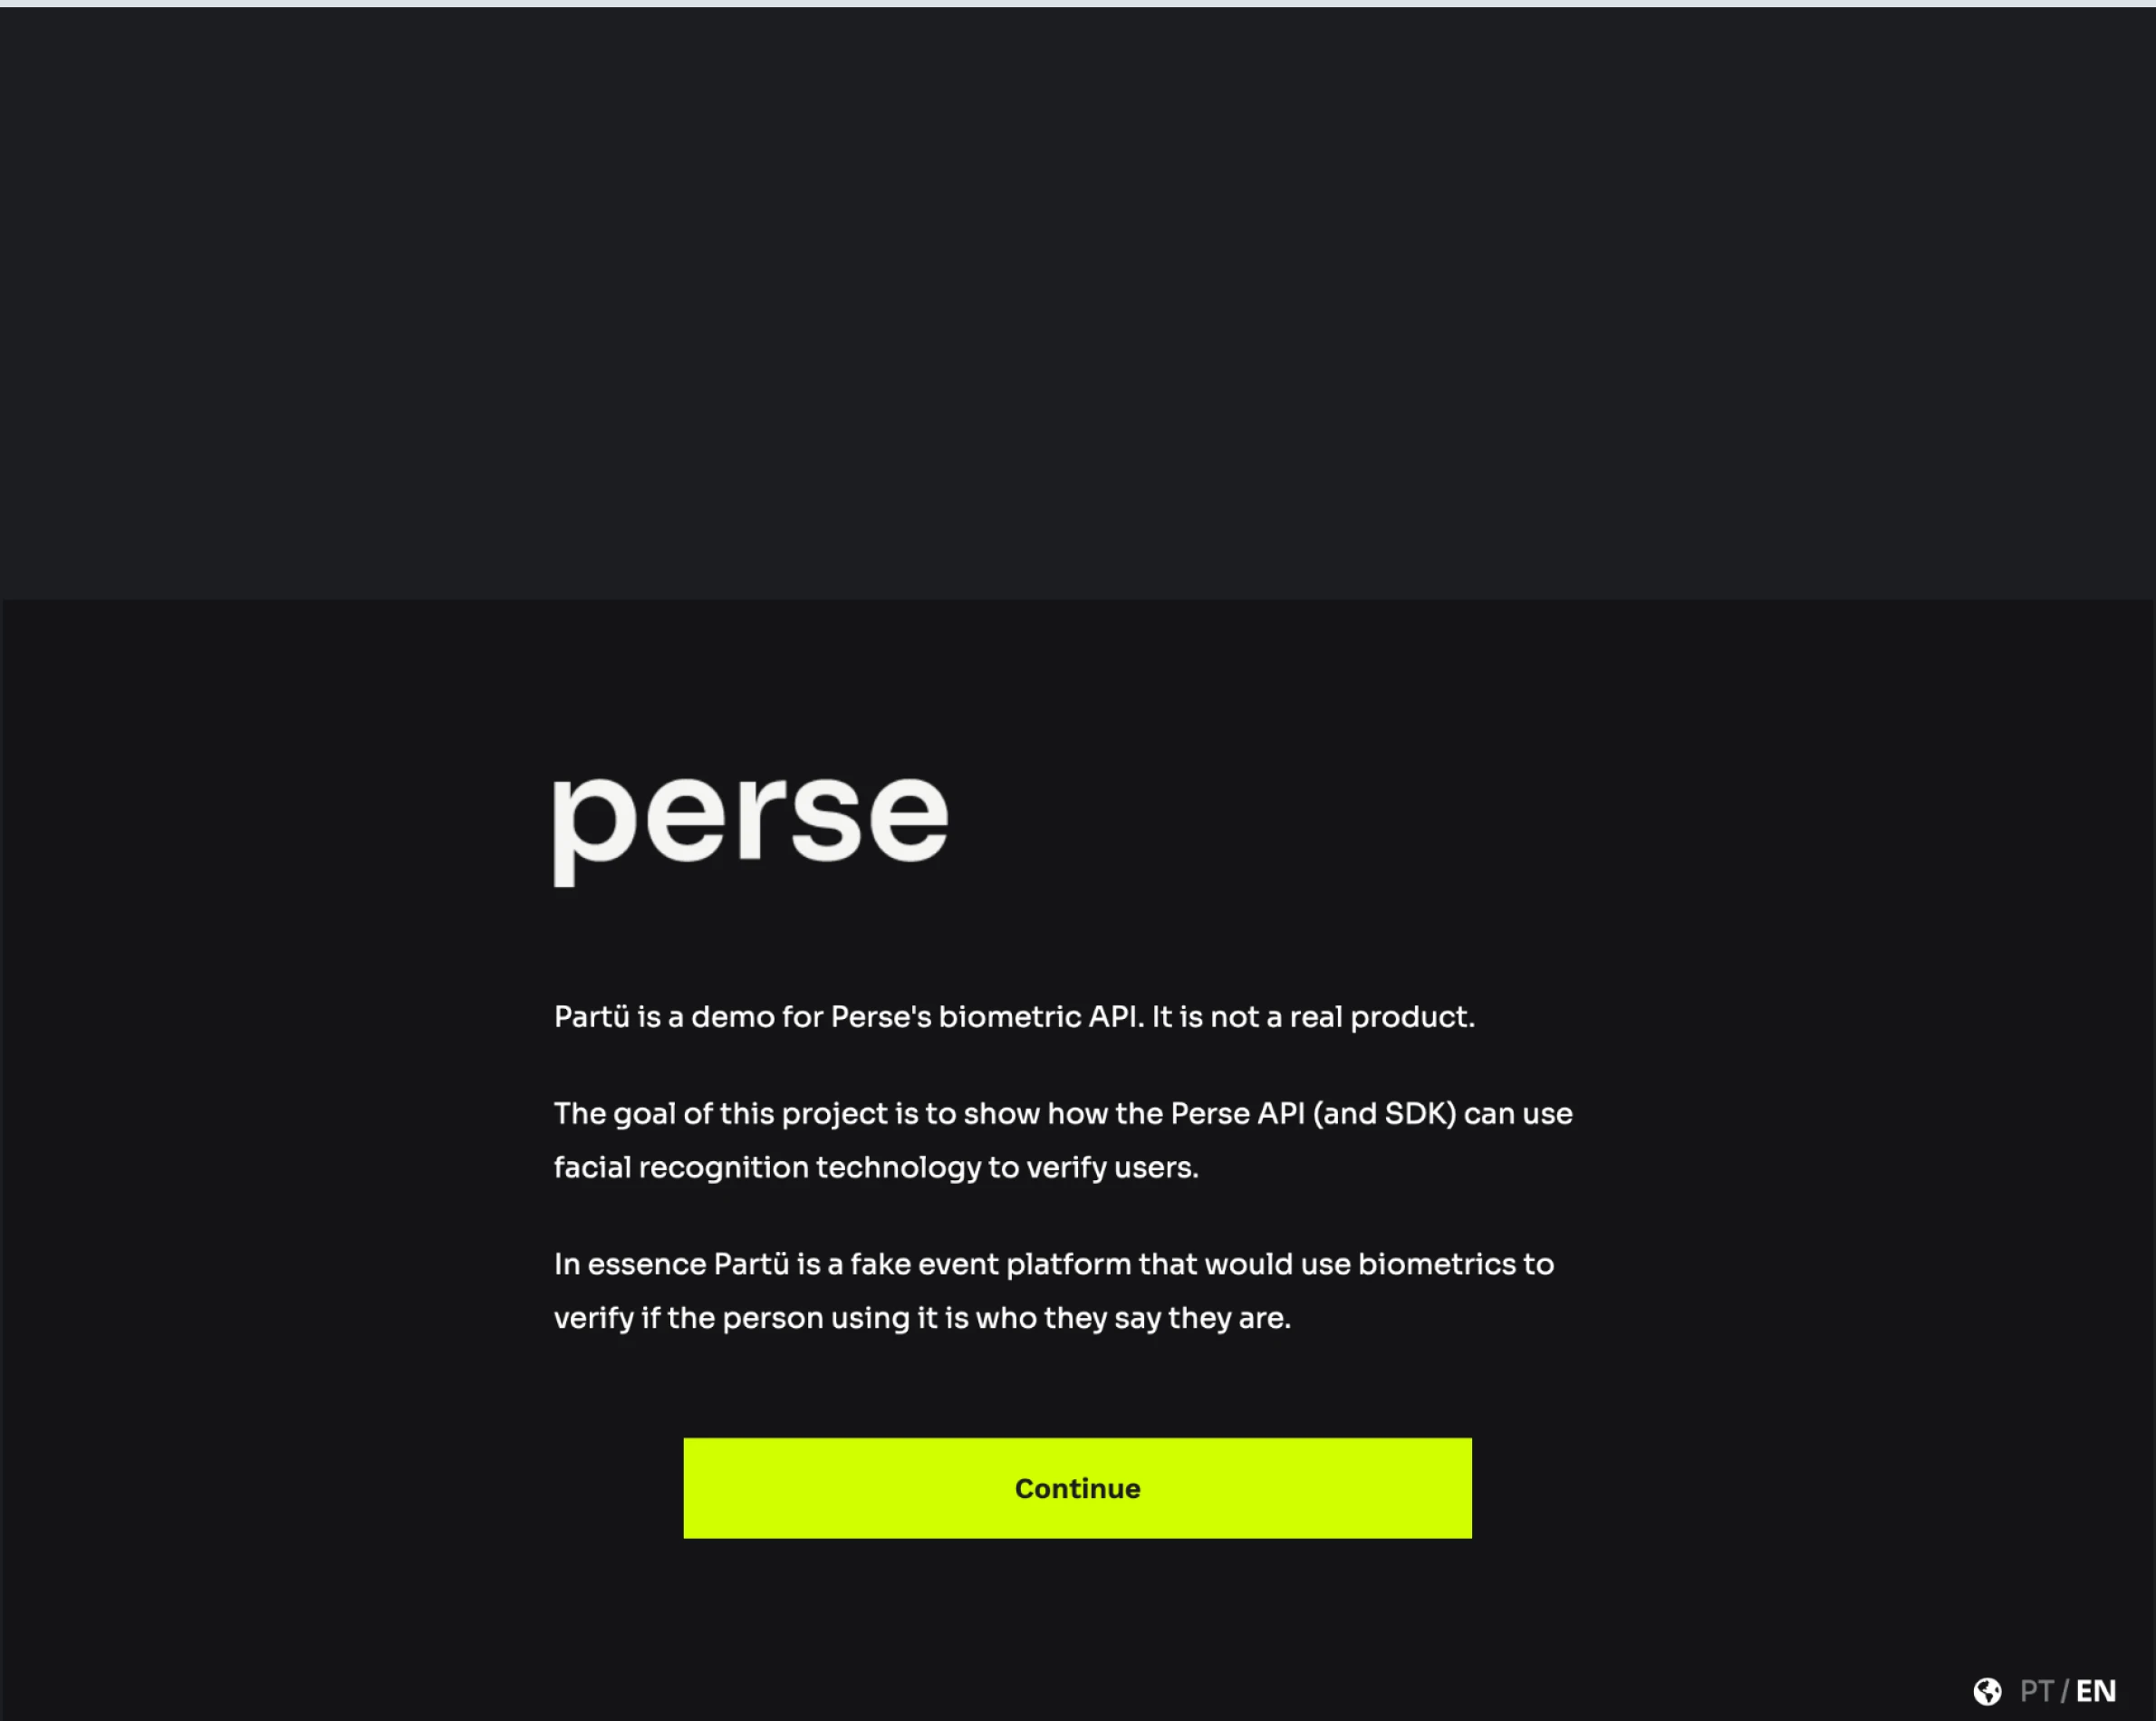 perse
Partü is a demo for Perse's biometric API. It is not a real product.
The goal of this project is to show how the Perse API (and SDK) can use
facial recognition technology to verify users.
In essence Partü is a fake event platform that would use biometrics to
verify if the person using it is who they say they are.
Continue
PT / EN